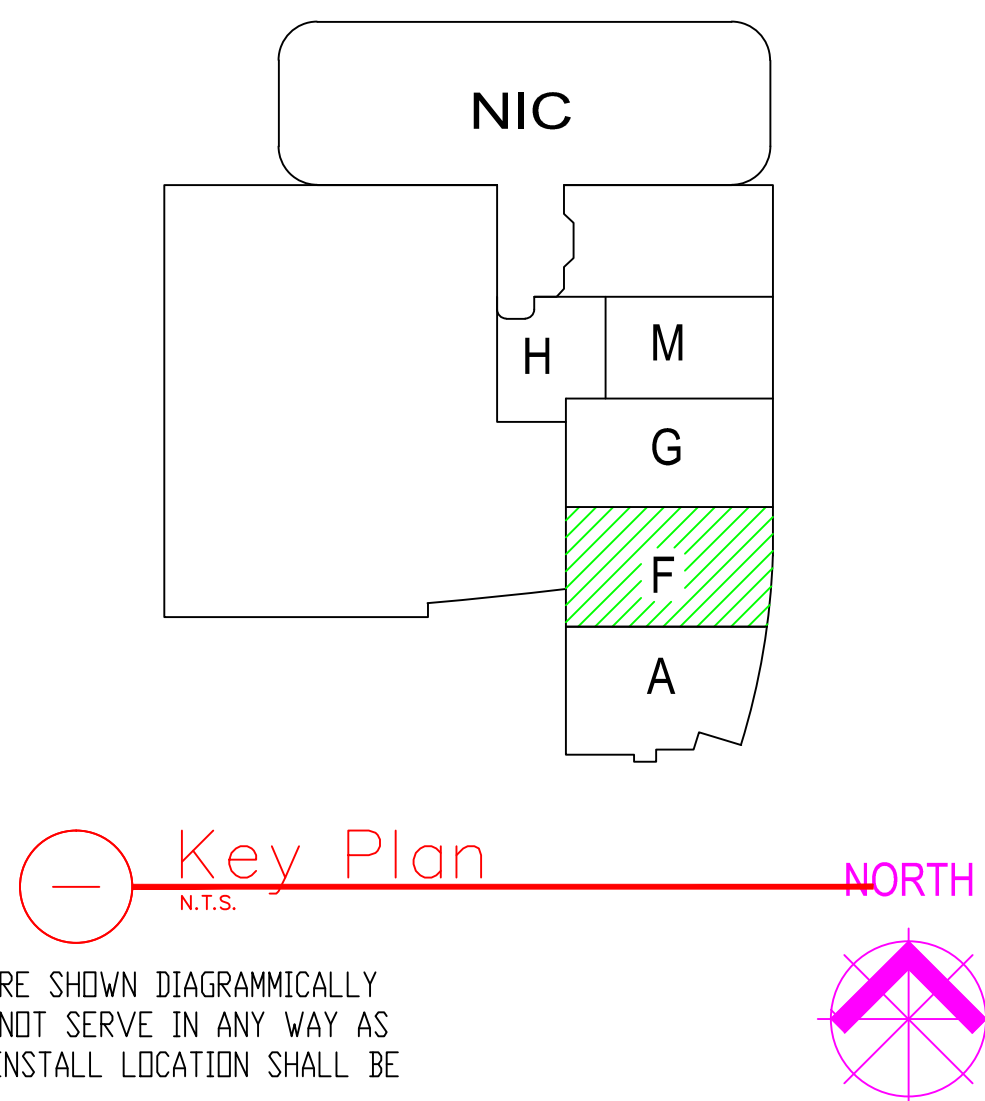 NIC
H
M
G
F
A
Key Plan
N.T.S.
NORTH
RE SHOWN DIAGRAMMICALLY
NOT SERVE IN ANY WAY AS
INSTALL LOCATION SHALL BE